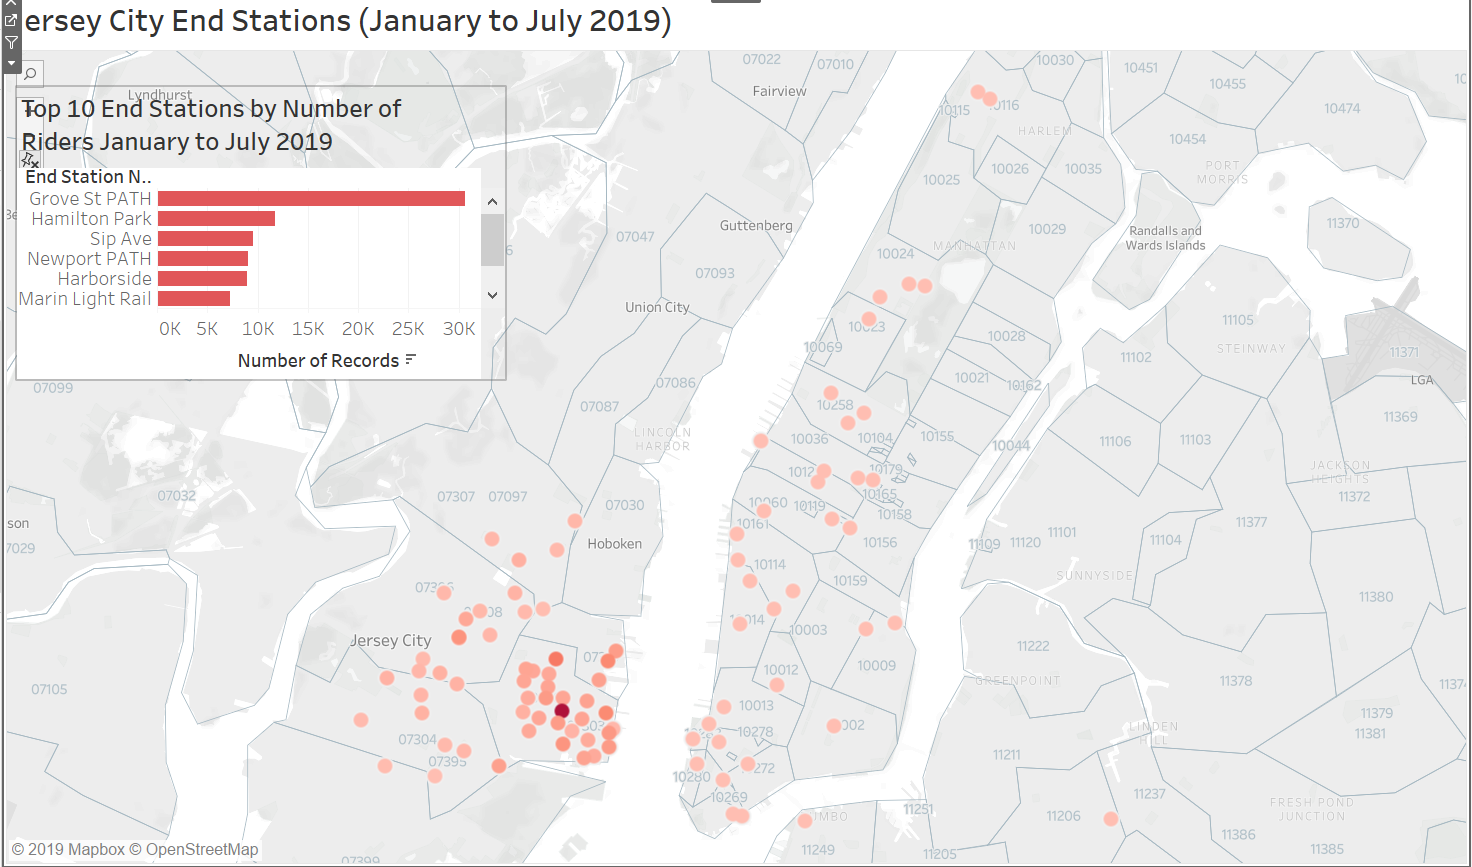 ersey City End Stations (January to July 2019)
Top 10 End Stations by Number of
Riders January to July 2019
End Station N..
Grove St PATH
Hamilton Park
Sip Ave
Newport PATH
Harborside
Marin Light Rail
0K 5K 10K 15K 20K 25K 30K
Number of Records
Lyndhurst
07022
07010
Fairview
10030
10451
10455
10474
10115
HARLEM
10454
10026
10035
PORT
MORRIS
10025
Guttenberg
07047
10029
11370
Randalls and
Wards Islands
MANHATTAN
10024
07093
Union City
10023
10069
11105
STEINWAY
10028
11102
11371
LGA
07099
07086
10021
10162
07087
10258
11369
LINCOLN
HARBOR
10036
10104
10155
10044
11106
11103
JACKSON
HEIGHTS
11372
10179
10165
07032
07307
07097
07030
10060
10119
10158
10161
11377
son
7029
Hoboken
10156
11109
11120
11101
11104
10114
SUNNYSIDE
10159
11380
Jersey City
10003
11222
10012
10009
07105
GREENPOINT
11378
10013
11379
11381
10278
LINDEN
HILL
07304
07395
11211
10280
10269
11237
11251
11206
FRESH POND
JUNCTION
11386
11249
11205
11385
07399
© 2019 Mapbox © OpenStreetMap